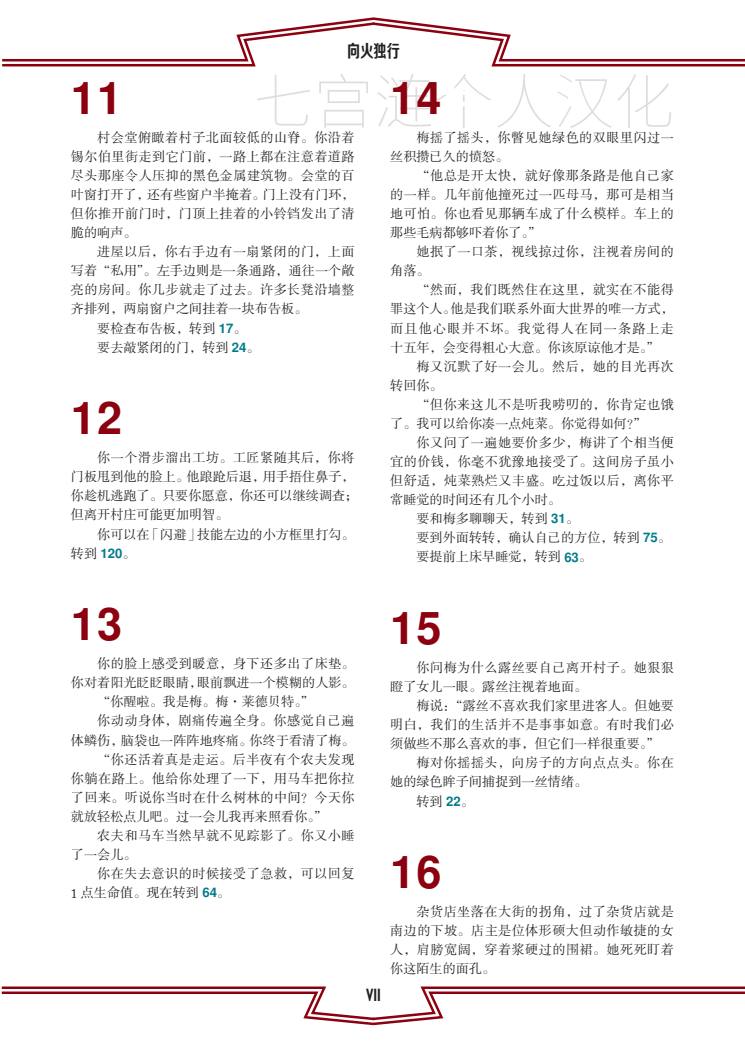 向火独行
七宫涟个人汉化
11
村会堂俯瞰着村子北面较低的山脊。你沿着
锡尔伯里街走到它门前，一路上都在注意着道路
尽头那座令人压抑的黑色金属建筑物。会堂的百
叶窗打开了，还有些窗户半掩着。门上没有门环，
但你推开前门时，门顶上挂着的小铃铛发出了清
脆的响声。
进屋以后，你右手边有一扇紧闭的门，上面
写着“私用”。左手边则是一条通路，通往一个敞
亮的房间。你几步就走了过去。许多长凳沿墙整
齐排列，两扇窗户之间挂着一块布告板。
要检查布告板，转到 17。
要去敲紧闭的门，转到 24。
12
你一个滑步溜出工坊。工匠紧随其后，你将
门板甩到他的脸上。他踉跄后退，用手捂住鼻子，
你趁机逃跑了。只要你愿意，你还可以继续调查；
但离开村庄可能更加明智。
你可以在「闪避」技能左边的小方框里打勾。
转到 120。
13
你的脸上感受到暖意，身下还多出了床垫。
你对着阳光眨眨眼睛，眼前飘进一个模糊的人影。
“你醒啦。我是梅。梅·莱德贝特。”
你动动身体，剧痛传遍全身。你感觉自己遍
体鳞伤，脑袋也一阵阵地疼痛。你终于看清了梅。
“你还活着真是走运。后半夜有个农夫发现
你躺在路上。他给你处理了一下，用马车把你拉
了回来。听说你当时在什么树林的中间？今天你
就放轻松点儿吧。过一会儿我再来照看你。”
农夫和马车当然早就不见踪影了。你又小睡
了一会儿。
你在失去意识的时候接受了急救，可以回复
1 点生命值。现在转到 64。
14
梅摇了摇头，你瞥见她绿色的双眼里闪过一
丝积攒已久的愤怒。
“他总是开太快，就好像那条路是他自己家
的一样。几年前他撞死过一匹母马，那可是相当
地可怕。你也看见那辆车成了什么模样。车上的
那些毛病都够吓着你了。”
她抿了一口茶，视线掠过你，注视着房间的
角落。
“然而，我们既然住在这里，就实在不能得
罪这个人。他是我们联系外面大世界的唯一方式，
而且他心眼并不坏。我觉得人在同一条路上走
十五年，会变得粗心大意。你该原谅他才是。”
梅又沉默了好一会儿。然后，她的目光再次
转回你。
“但你来这儿不是听我唠叨的，你肯定也饿
了。我可以给你凑一点炖菜。你觉得如何?”
你又问了一遍她要价多少，梅讲了个相当便
宜的价钱，你毫不犹豫地接受了。这间房子虽小
但舒适，炖菜熟烂又丰盛。吃过饭以后，离你平
常睡觉的时间还有几个小时。
要和梅多聊聊天，转到 31。
要到外面转转，确认自己的方位，转到 75。
要提前上床早睡觉，转到 63。
15
你问梅为什么露丝要自己离开村子。她狠狠
瞪了女儿一眼。露丝注视着地面。
梅说：“露丝不喜欢我们家里进客人。但她要
明白，我们的生活并不是事事如意。有时我们必
须做些不那么喜欢的事，但它们一样很重要。”
梅对你摇摇头，向房子的方向点点头。你在
她的绿色眸子间捕捉到一丝情绪。
转到 22。
16
杂货店坐落在大街的拐角，过了杂货店就是
南边的下坡。店主是位体形硕大但动作敏捷的女
人，肩膀宽阔，穿着浆硬过的围裙。她死死盯着
你这陌生的面孔。
VII